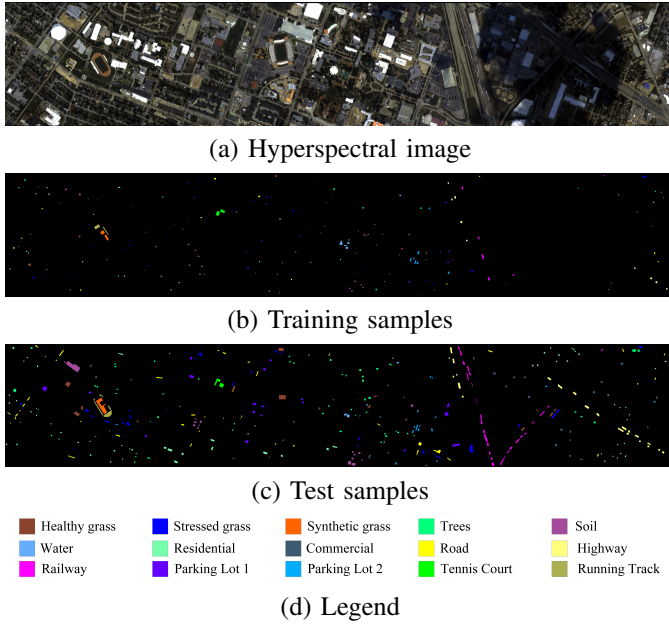 (a) Hyperspectral image
(b) Training samples
(c) Test samples
Healthy grass Stressed grass Synthetic grass Trees Soil
Water Residential Commercial Road Highway
Railway Parking Lot 1 Parking Lot 2 Tennis Court Running Track
(d) Legend